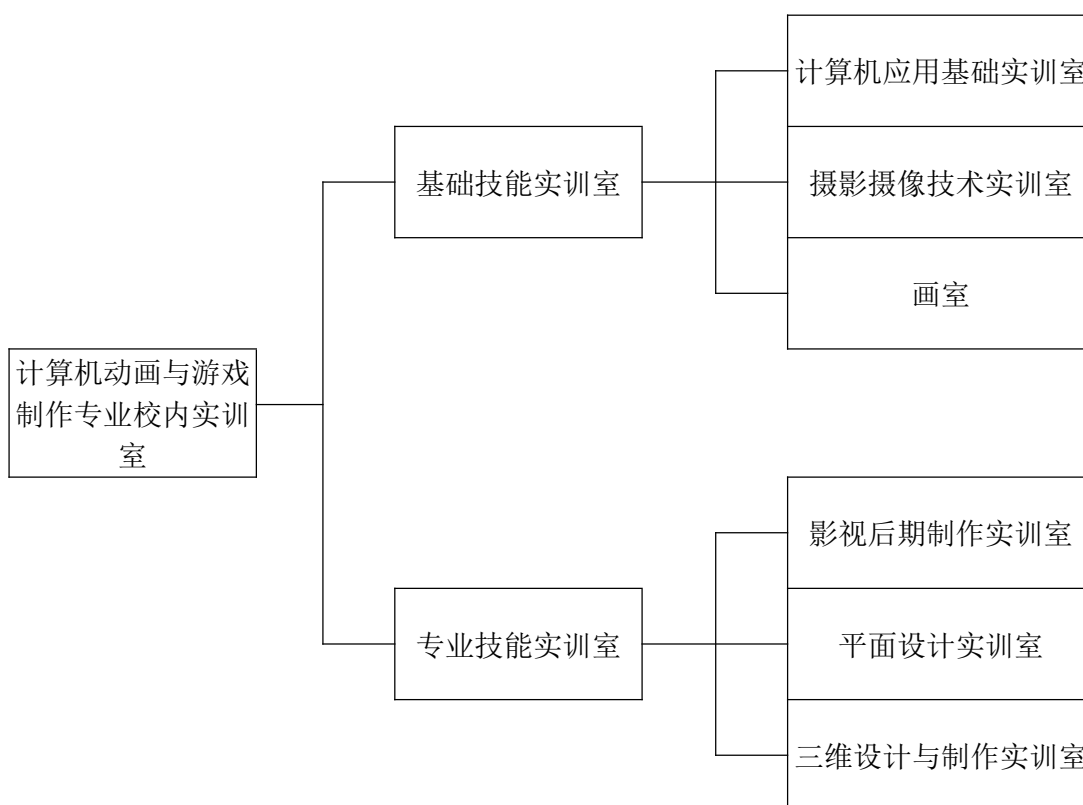 计算机应用基础实训室
基础技能实训室
摄影摄像技术实训室
画室
计算机动画与游戏
制作专业校内实训
室
影视后期制作实训室
专业技能实训室
平面设计实训室
三维设计与制作实训室